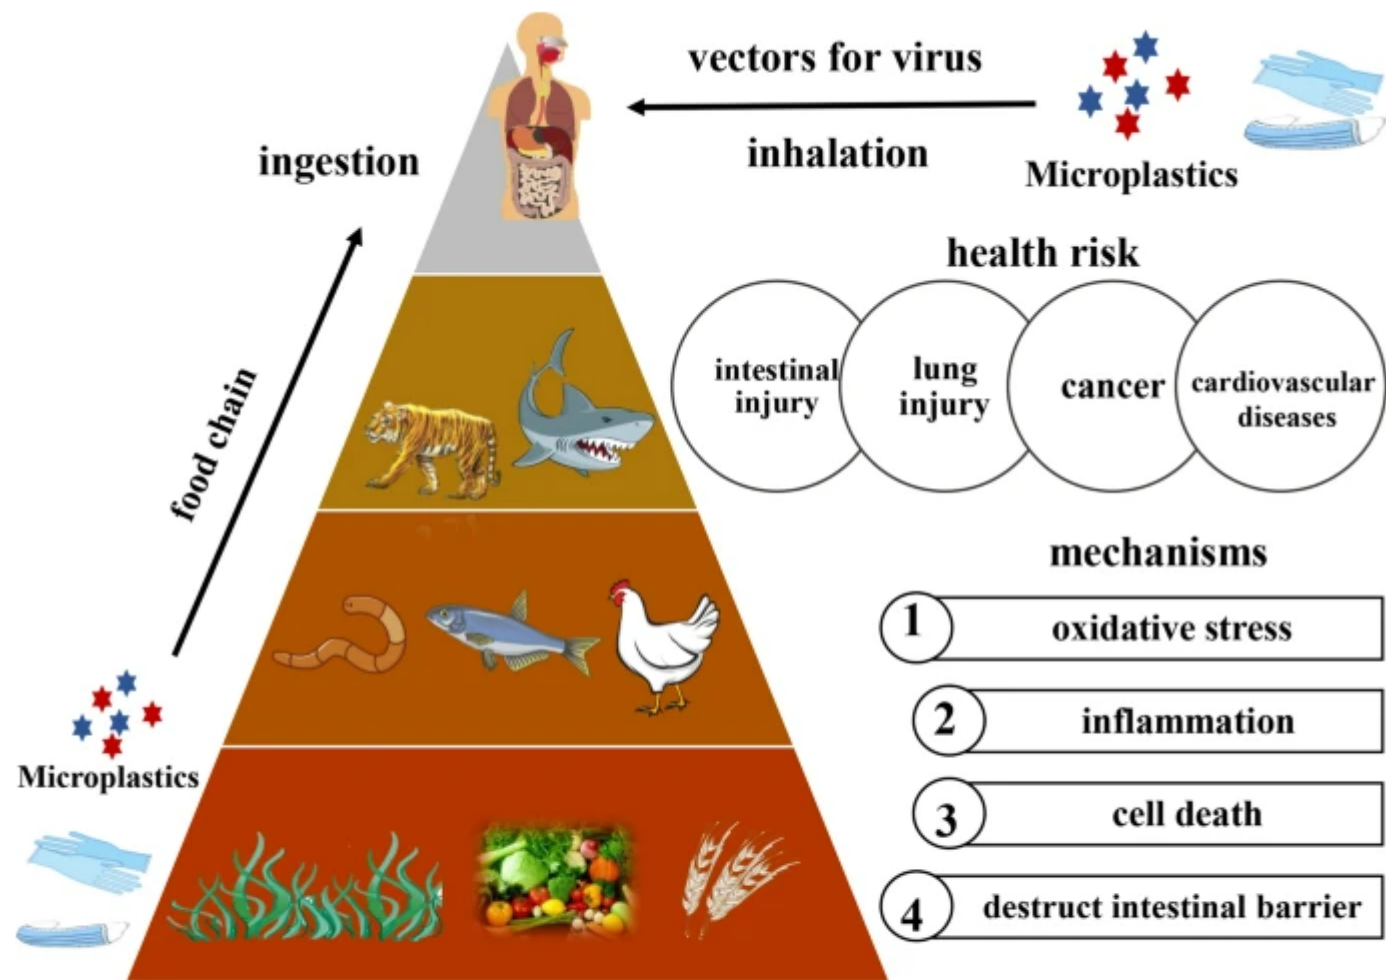 vectors for virus
inhalation
Microplastics
ingestion
food chain
Microplastics
health risk
intestinal
injury
lung
injury
cancer
cardiovascular
diseases
mechanisms
1
oxidative stress
2
inflammation
3
cell death
4
destruct intestinal barrier